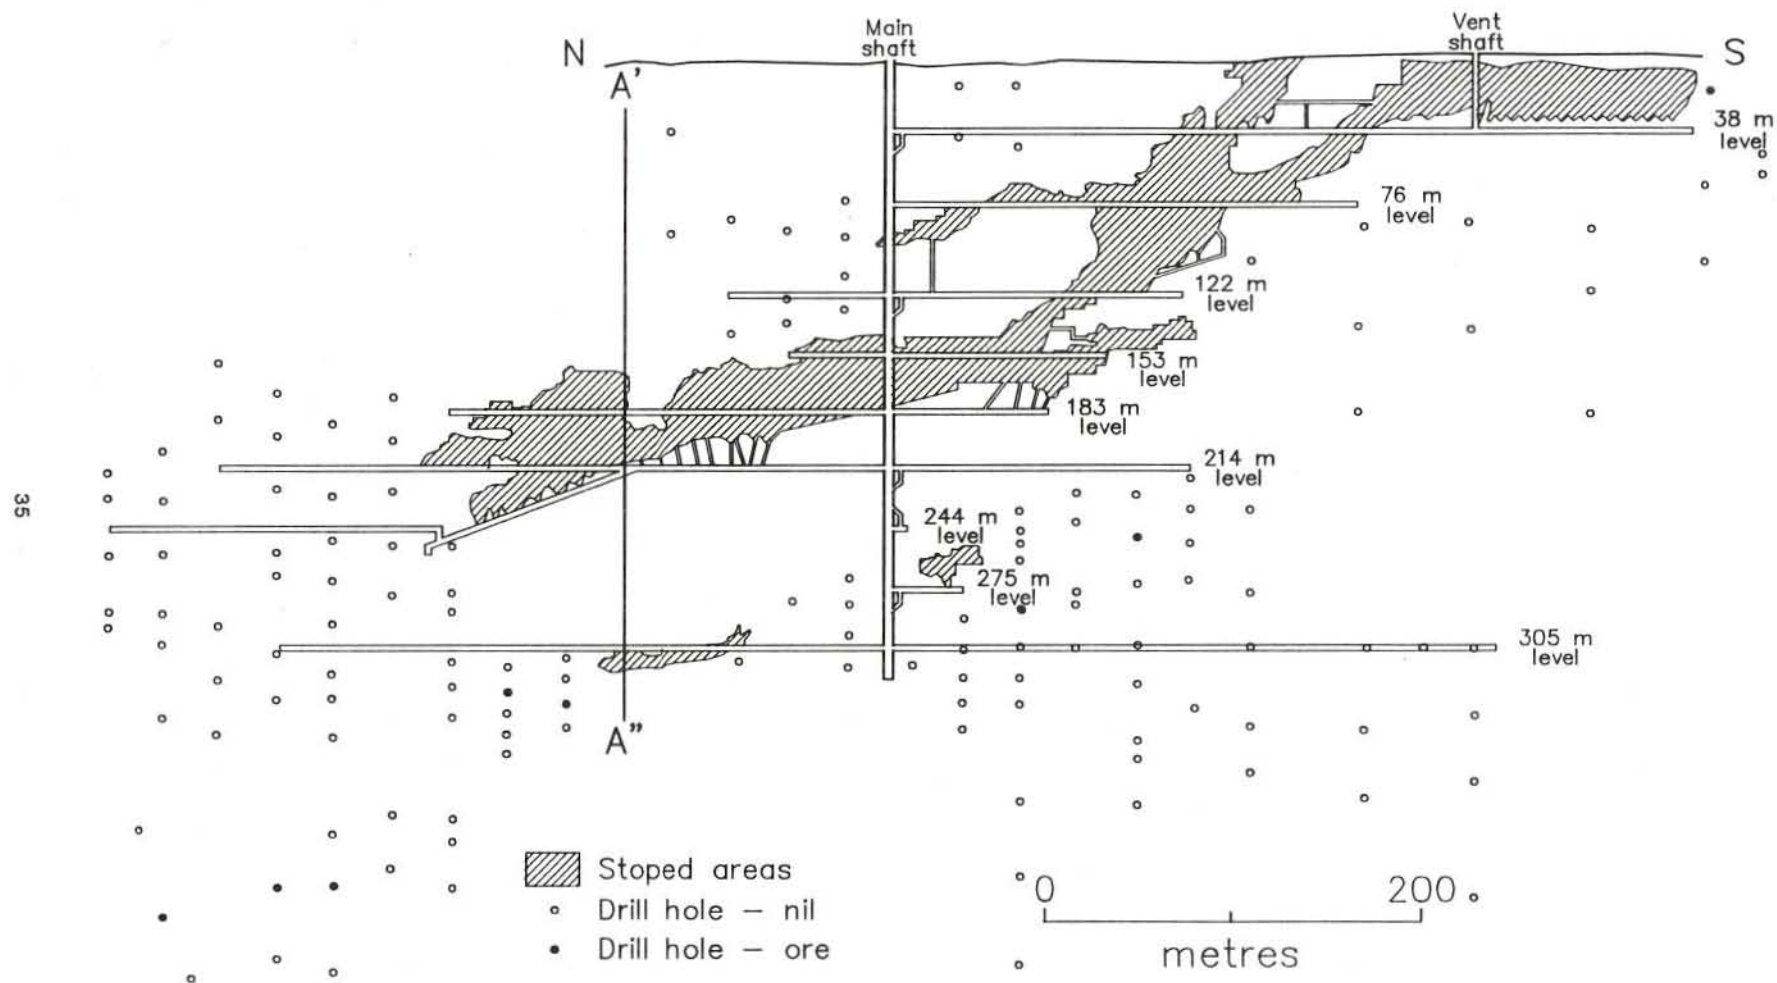 Main
shaft
Vent
shaft
N
S
A'
38 m
level
76 m
level
122 m
level
153 m
level
183 m
level
214 m
level
244 m
level
275 m
level
305 m
level
A"
35
Stoped areas
Drill hole – nil
Drill hole – ore
0 200
metres